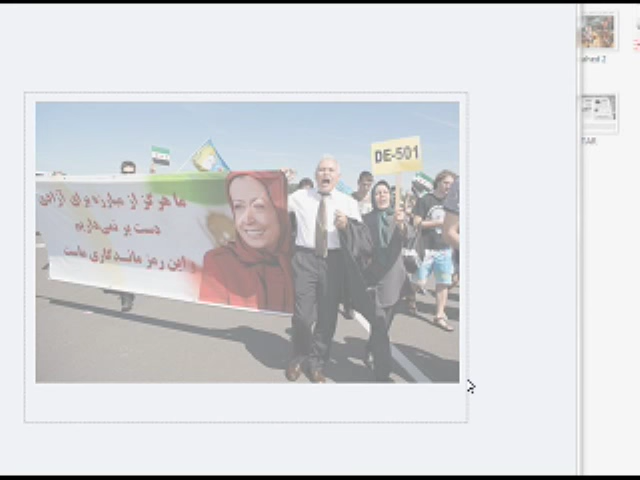 DE-501
ما هرگز از مبارزه برای آزادی
دست بر نمی‌داریم
این رمز ماندگاری ماست